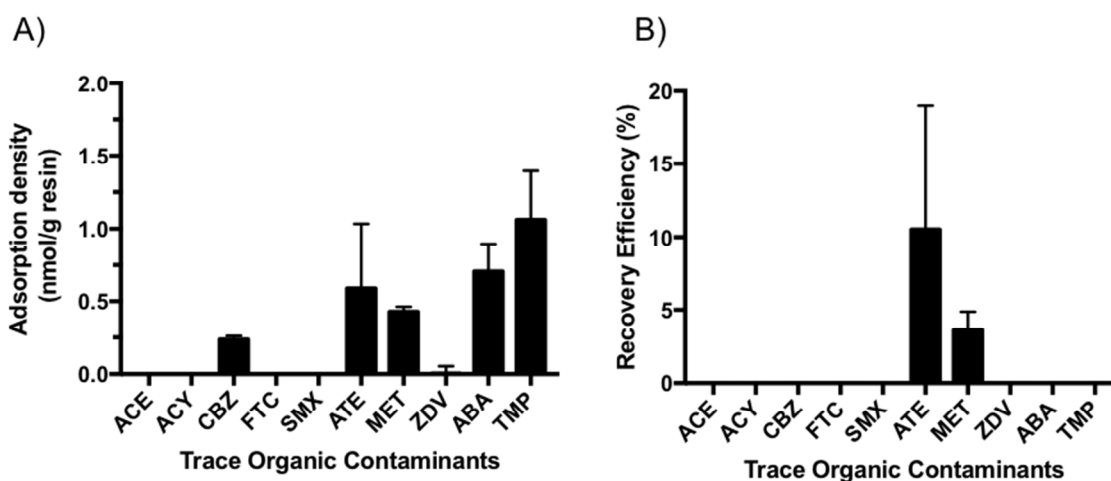 A)
Adsorption density
(nmol/g resin)
2.0
1.5
1.0
0.5
0.0
ACE
ACY
CBZ
FTC
SMX
ATE
MET
ZDV
ABA
TMP
Trace Organic Contaminants
B)
Recovery Efficiency (%)
20
15
10
5
0
ACE
ACY
CBZ
FTC
SMX
ATE
MET
ZDV
ABA
TMP
Trace Organic Contaminants